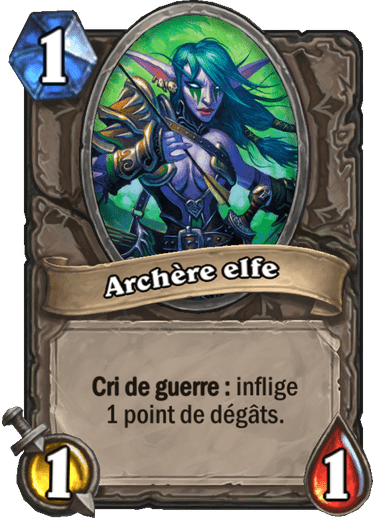 1
Archère elfe
Cri de guerre : inflige
1 point de dégâts.
1 1